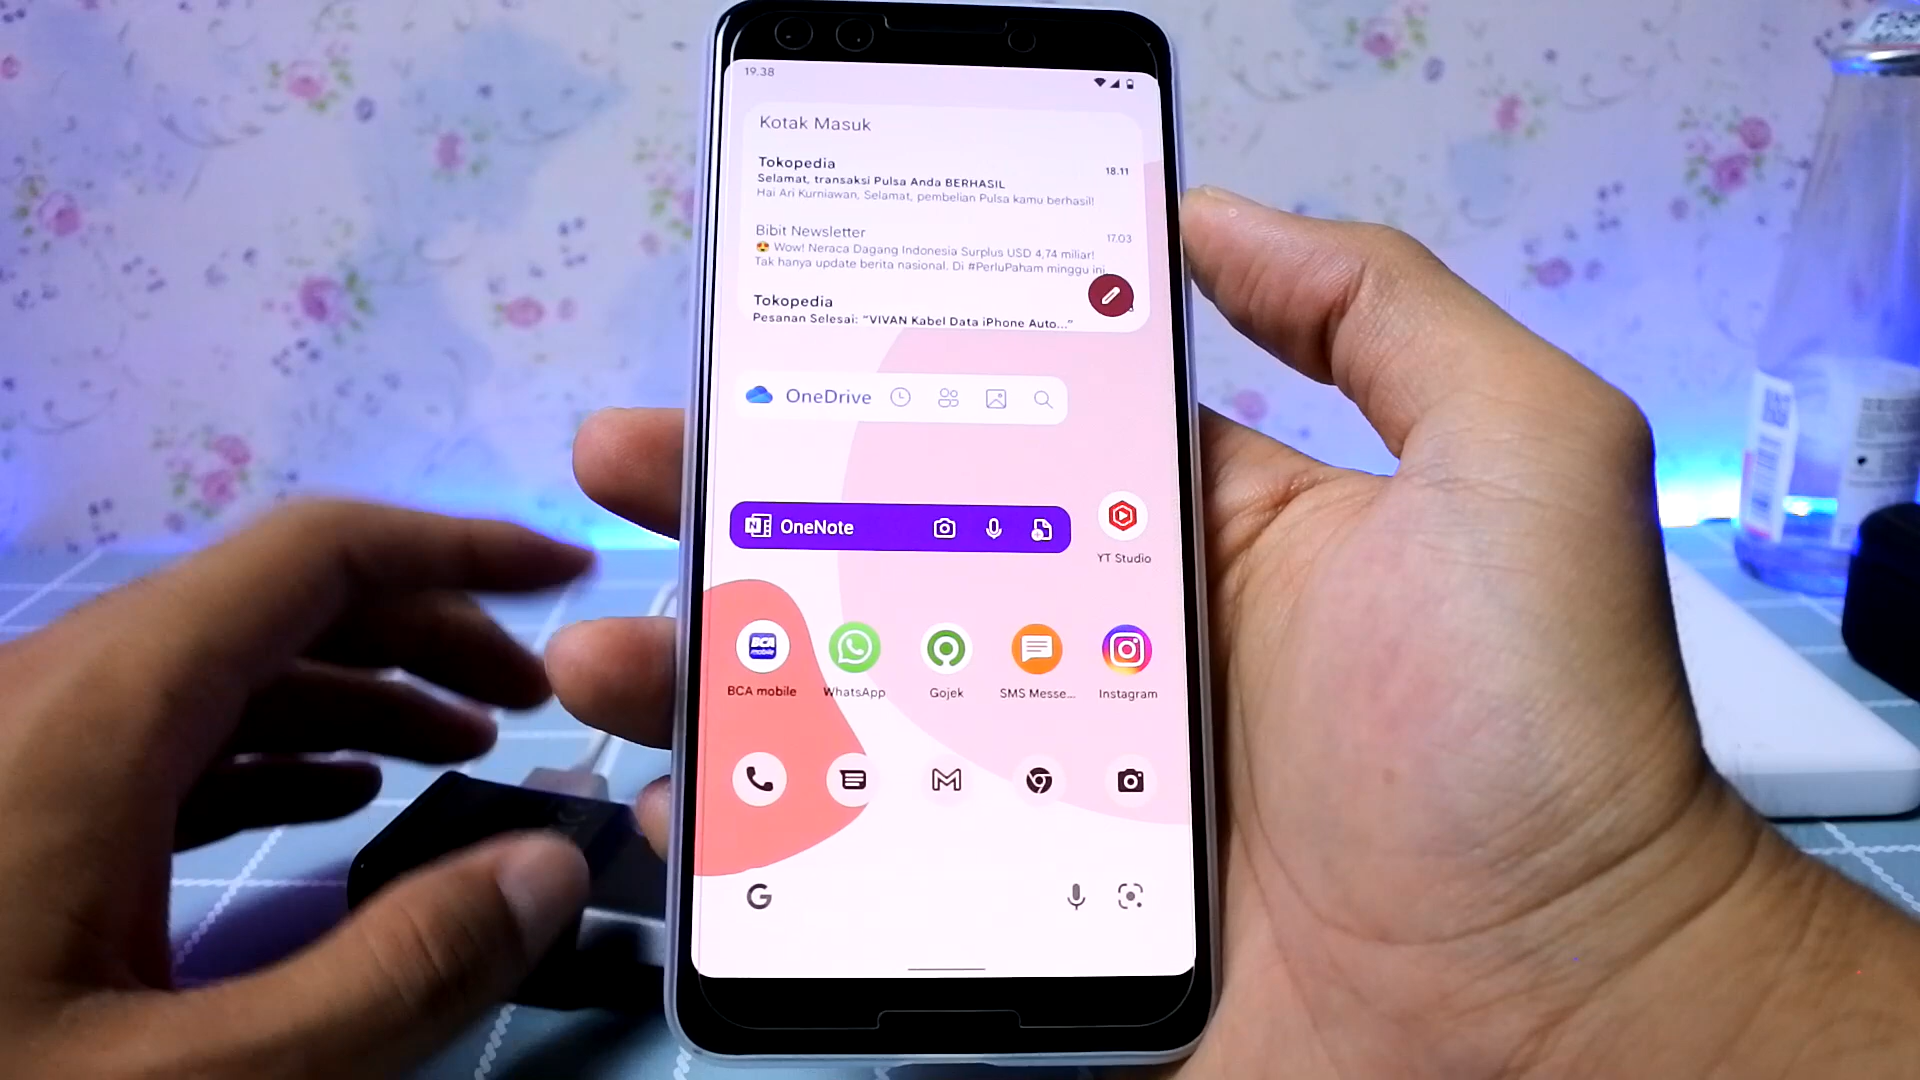 19.38
Kotak Masuk
Tokopedia 18.11
Selamat, transaksi Pulsa Anda BERHASIL
Hai Ari Kurniawan, Selamat, pembelian Pulsa kamu berhasil!
Bibit Newsletter 17.03
😍 Wow! Neraca Dagang Indonesia Surplus USD 4,74 miliar!
Tak hanya update berita nasional. Di #PerluPaham minggu ini,
Tokopedia
Pesanan Selesai: “VIVAN Kabel Data iPhone Auto...”
OneDrive
N OneNote
YT Studio
BCA mobile
BCA mobile WhatsApp Gojek SMS Messe... Instagram
G